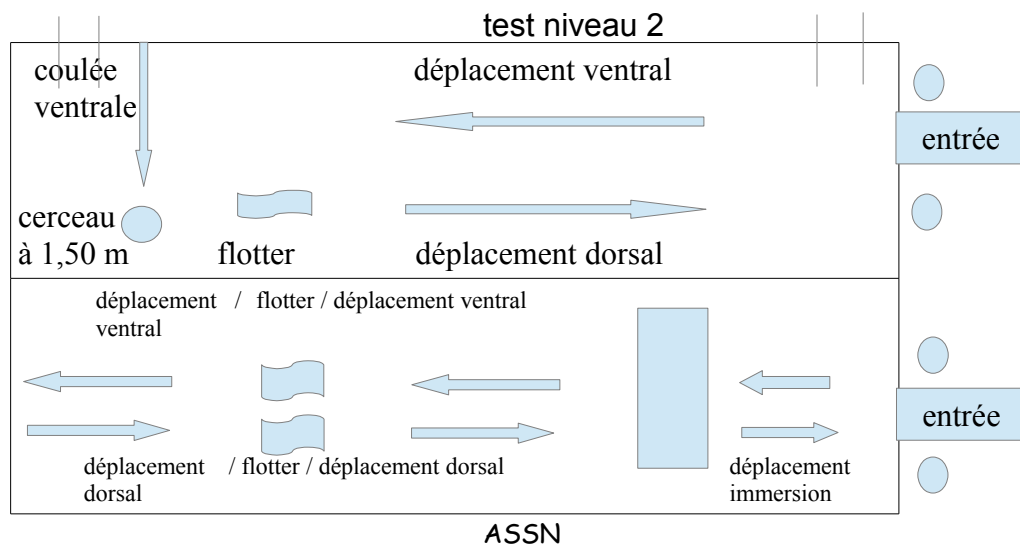 test niveau 2
coulée
ventrale
déplacement ventral
entrée
cerceau
à 1,50 m
flotter
déplacement dorsal
déplacement / flotter / déplacement ventral
ventral
entrée
déplacement / flotter / déplacement dorsal
dorsal
déplacement
immersion
ASSN